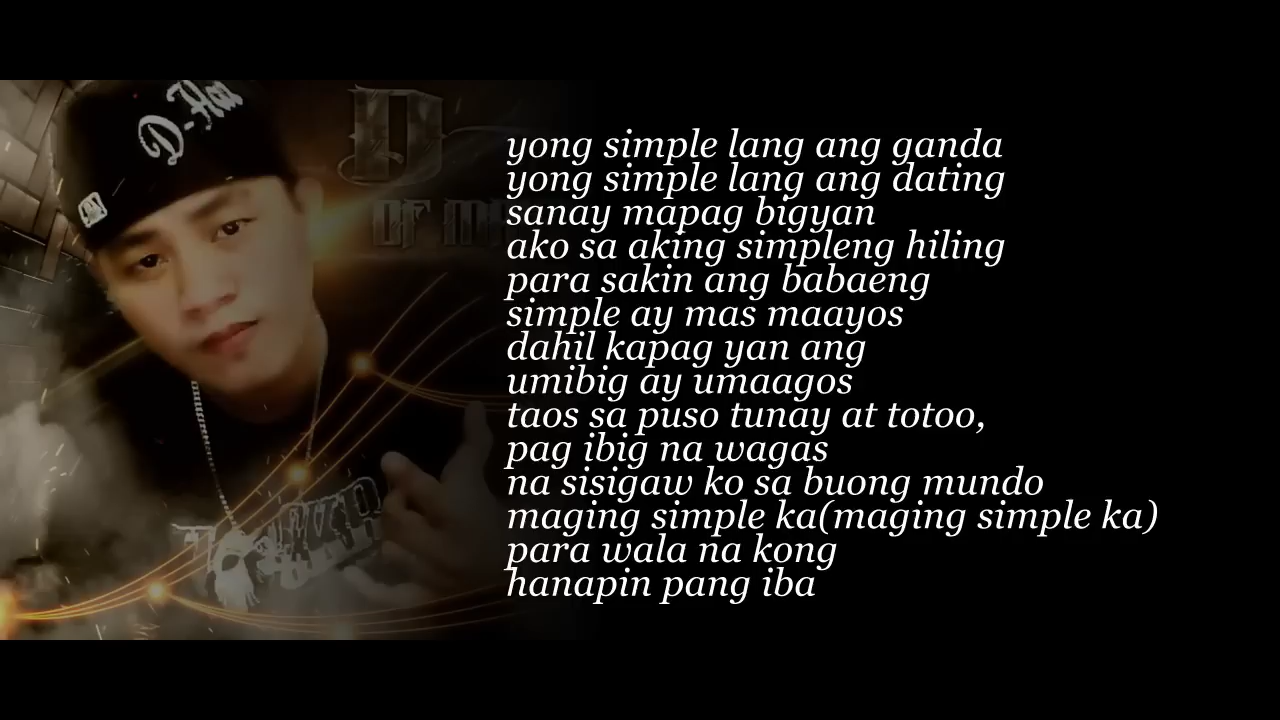 yong simple lang ang ganda
yong simple lang ang dating
sanay mapag bigyan
ako sa aking simpleng hiling
para sakin ang babaeng
simple ay mas maayos
dahil kapag yan ang
umibig ay umaagos
taos sa puso tunay at totoo,
pag ibig na wagas
na sisigaw ko sa buong mundo
maging simple ka(maging simple ka)
para wala na kong
hanapin pang iba
D
OF